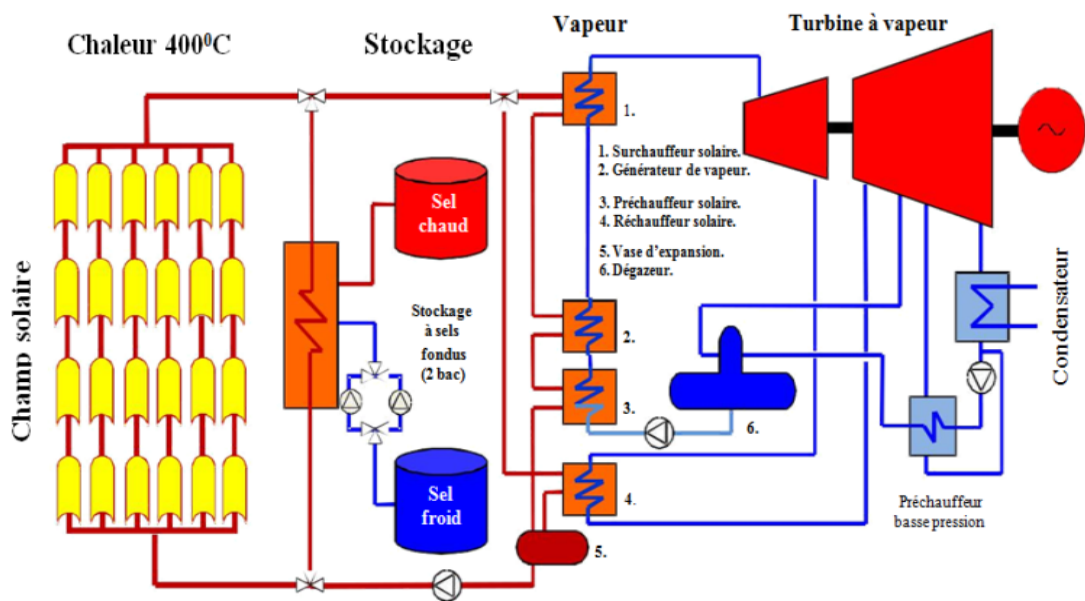 Chaleur 400⁰C
Stockage
Vapeur
Turbine à vapeur
Champ solaire
Sel
chaud
Stockage
à sels
fondus
(2 bac)
Sel
froid
1.
1. Surchauffeur solaire.
2. Générateur de vapeur.
3. Préchauffeur solaire.
4. Réchauffeur solaire.
5. Vase d'expansion.
6. Dégazeur.
2.
3.
4.
5.
6.
Condensateur
Préchauffeur
basse pression